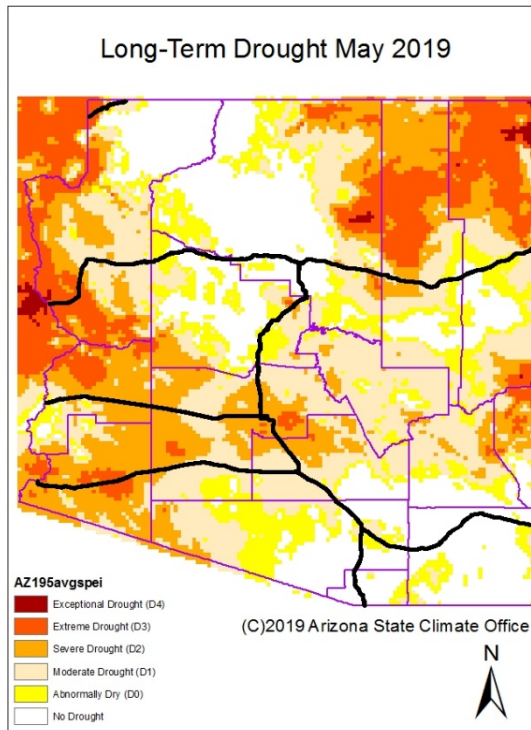 Long-Term Drought May 2019
AZ195avgspei
Exceptional Drought (D4)
Extreme Drought (D3)
Severe Drought (D2)
Moderate Drought (D1)
Abnormally Dry (D0)
No Drought
(C)2019 Arizona State Climate Office
N